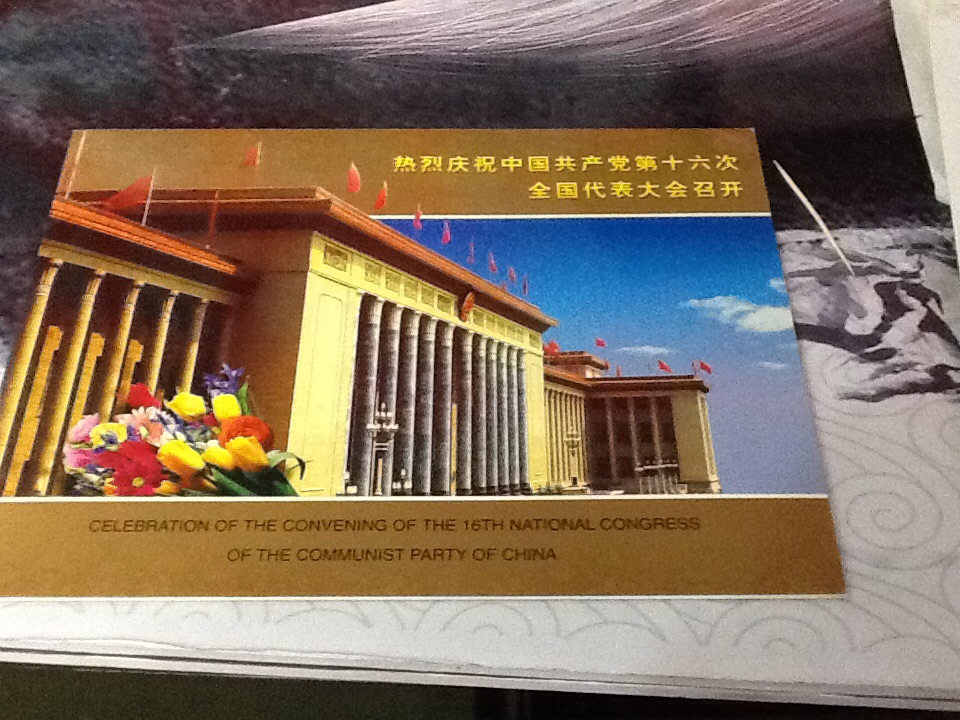 热烈庆祝中国共产党第十六次
全国代表大会召开
CELEBRATION OF THE CONVENING OF THE 16TH NATIONAL CONGRESS
OF THE COMMUNIST PARTY OF CHINA